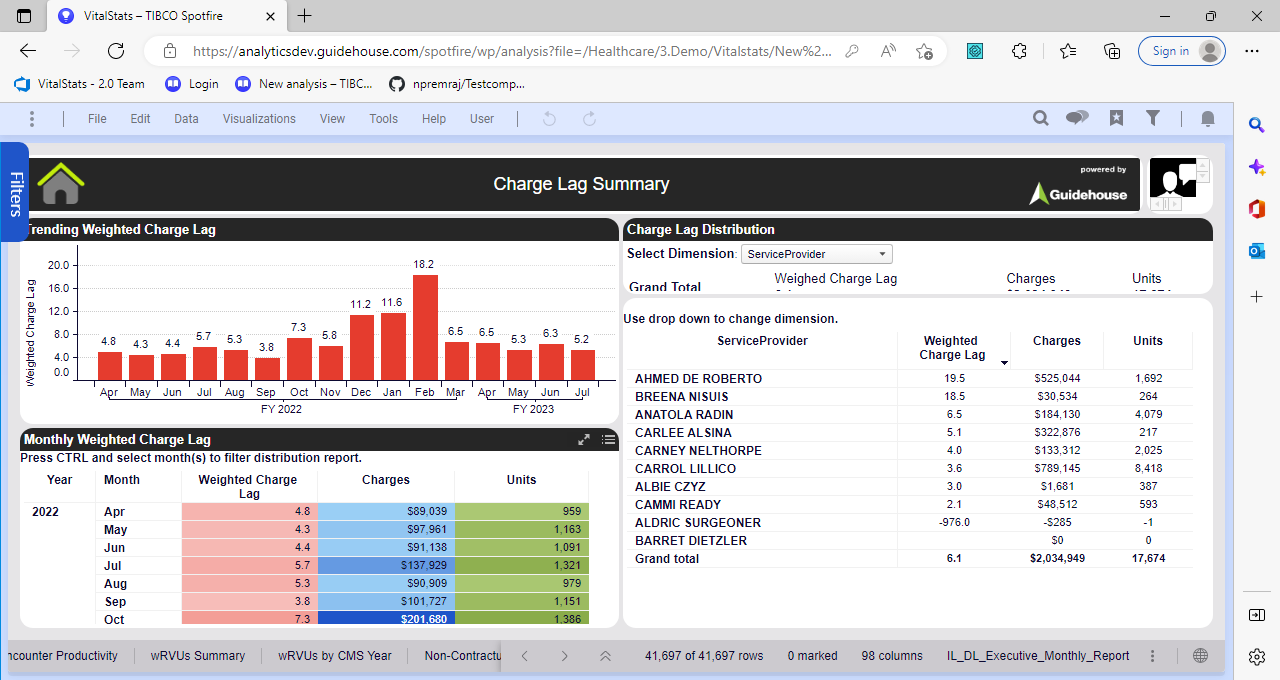 VitalStats – TIBCO Spotfire
https://analyticsdev.guidehouse.com/spotfire/wp/analysis?file=/Healthcare/3.Demo/Vitalstats/New%2...
Sign in
VitalStats - 2.0 Team
Login
New analysis – TIBC...
npremraj/Testcomp...
File Edit Data Visualizations View Tools Help User
Filters
Charge Lag Summary
powered by
Guidehouse
Trending Weighted Charge Lag
Weighted Charge Lag
20.0
16.0
12.0
8.0
4.0
0.0
4.8 4.3 4.4 5.7 5.3 3.8 7.3 5.8 11.2 11.6 18.2 6.5 6.5 5.3 6.3 5.2
Apr May Jun Jul Aug Sep Oct Nov Dec Jan Feb Mar Apr May Jun Jul
FY 2022 FY 2023
Monthly Weighted Charge Lag
Press CTRL and select month(s) to filter distribution report.
Year Month Weighted Charge Lag Charges Units
2022 Apr 4.8 $89,039 959
May 4.3 $97,961 1,163
Jun 4.4 $91,138 1,091
Jul 5.7 $137,929 1,321
Aug 5.3 $90,909 979
Sep 3.8 $101,727 1,151
Oct 7.3 $201,680 1,386
Charge Lag Distribution
Select Dimension: ServiceProvider
Weighed Charge Lag Charges Units
Grand Total
Use drop down to change dimension.
ServiceProvider Weighted Charge Lag Charges Units
AHMED DE ROBERTO 19.5 $525,044 1,692
BREENA NISUIS 18.5 $30,534 264
ANATOLA RADIN 6.5 $184,130 4,079
CARLEE ALSINA 5.1 $322,876 217
CARNEY NELTHORPE 4.0 $133,312 2,025
CARROL LILLICO 3.6 $789,145 8,418
ALBIE CZYZ 3.0 $1,681 387
CAMMI READY 2.1 $48,512 593
ALDRIC SURGEONER -976.0 -$285 -1
BARRET DIETZLER $0 0
Grand total 6.1 $2,034,949 17,674
ncounter Productivity wRVUs Summary wRVUs by CMS Year Non-Contractu
41,697 of 41,697 rows 0 marked 98 columns IL_DL_Executive_Monthly_Report